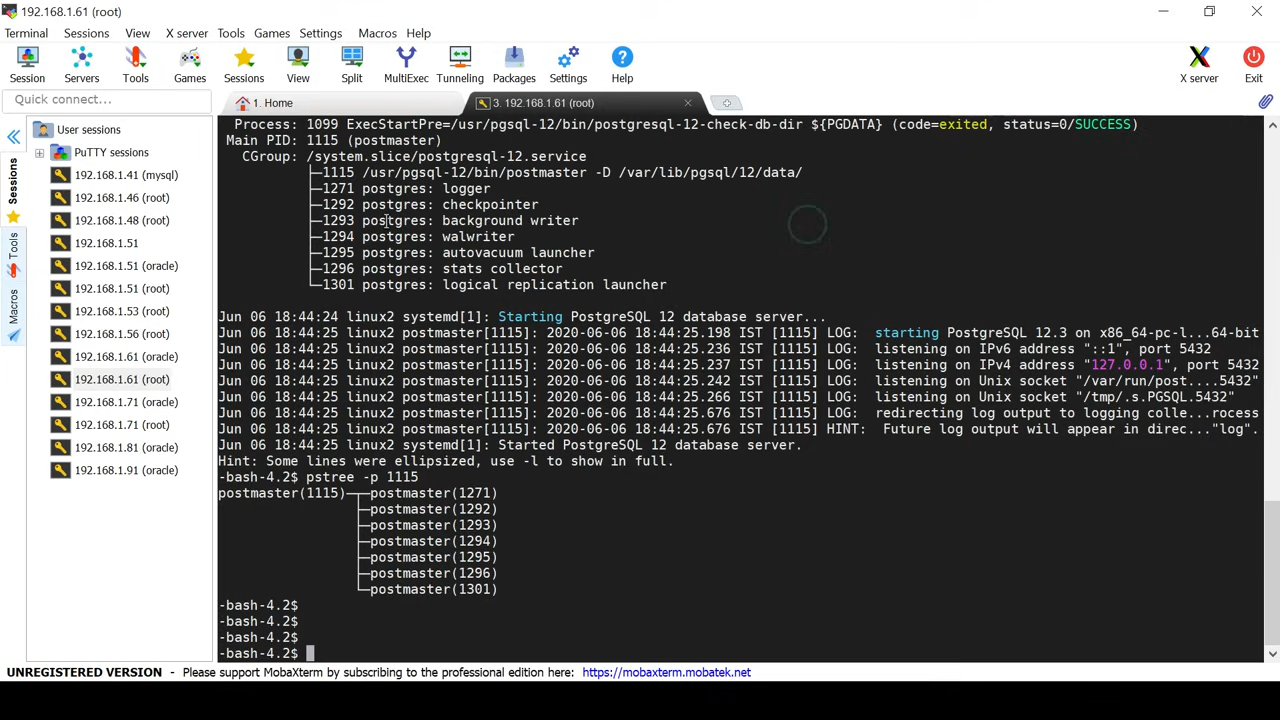 192.168.1.61 (root)
Terminal Sessions View X server Tools Games Settings Macros Help
Session Servers Tools Games Sessions View Split MultiExec Tunneling Packages Settings Help X server Exit
Quick connect...
1. Home
3. 192.168.1.61 (root)
Sessions
Tools
Macros
User sessions
PuTTY sessions
192.168.1.41 (mysql)
192.168.1.46 (root)
192.168.1.48 (root)
192.168.1.51
192.168.1.51 (oracle)
192.168.1.51 (root)
192.168.1.53 (root)
192.168.1.56 (root)
192.168.1.61 (oracle)
192.168.1.61 (root)
192.168.1.71 (oracle)
192.168.1.71 (root)
192.168.1.81 (oracle)
192.168.1.91 (oracle)
Process: 1099 ExecStartPre=/usr/pgsql-12/bin/postgresql-12-check-db-dir ${PGDATA} (code=exited, status=0/SUCCESS)
Main PID: 1115 (postmaster)
CGroup: /system.slice/postgresql-12.service
├─1115 /usr/pgsql-12/bin/postmaster -D /var/lib/pgsql/12/data/
├─1271 postgres: logger
├─1292 postgres: checkpointer
├─1293 postgres: background writer
├─1294 postgres: walwriter
├─1295 postgres: autovacuum launcher
├─1296 postgres: stats collector
└─1301 postgres: logical replication launcher
Jun 06 18:44:24 linux2 systemd[1]: Starting PostgreSQL 12 database server...
Jun 06 18:44:25 linux2 postmaster[1115]: 2020-06-06 18:44:25.198 IST [1115] LOG:  starting PostgreSQL 12.3 on x86_64-pc-l...64-bit
Jun 06 18:44:25 linux2 postmaster[1115]: 2020-06-06 18:44:25.236 IST [1115] LOG:  listening on IPv6 address "::1", port 5432
Jun 06 18:44:25 linux2 postmaster[1115]: 2020-06-06 18:44:25.237 IST [1115] LOG:  listening on IPv4 address "127.0.0.1", port 5432
Jun 06 18:44:25 linux2 postmaster[1115]: 2020-06-06 18:44:25.242 IST [1115] LOG:  listening on Unix socket "/var/run/post....5432"
Jun 06 18:44:25 linux2 postmaster[1115]: 2020-06-06 18:44:25.266 IST [1115] LOG:  listening on Unix socket "/tmp/.s.PGSQL.5432"
Jun 06 18:44:25 linux2 postmaster[1115]: 2020-06-06 18:44:25.676 IST [1115] LOG:  redirecting log output to logging colle...rocess
Jun 06 18:44:25 linux2 postmaster[1115]: 2020-06-06 18:44:25.676 IST [1115] HINT:  Future log output will appear in direc..."log".
Jun 06 18:44:25 linux2 systemd[1]: Started PostgreSQL 12 database server.
Hint: Some lines were ellipsized, use -l to show in full.
-bash-4.2$ pstree -p 1115
postmaster(1115)─┬─postmaster(1271)
├─postmaster(1292)
├─postmaster(1293)
├─postmaster(1294)
├─postmaster(1295)
├─postmaster(1296)
└─postmaster(1301)
-bash-4.2$
-bash-4.2$
-bash-4.2$
-bash-4.2$
UNREGISTERED VERSION - Please support MobaXterm by subscribing to the professional edition here: https://mobaxterm.mobatek.net